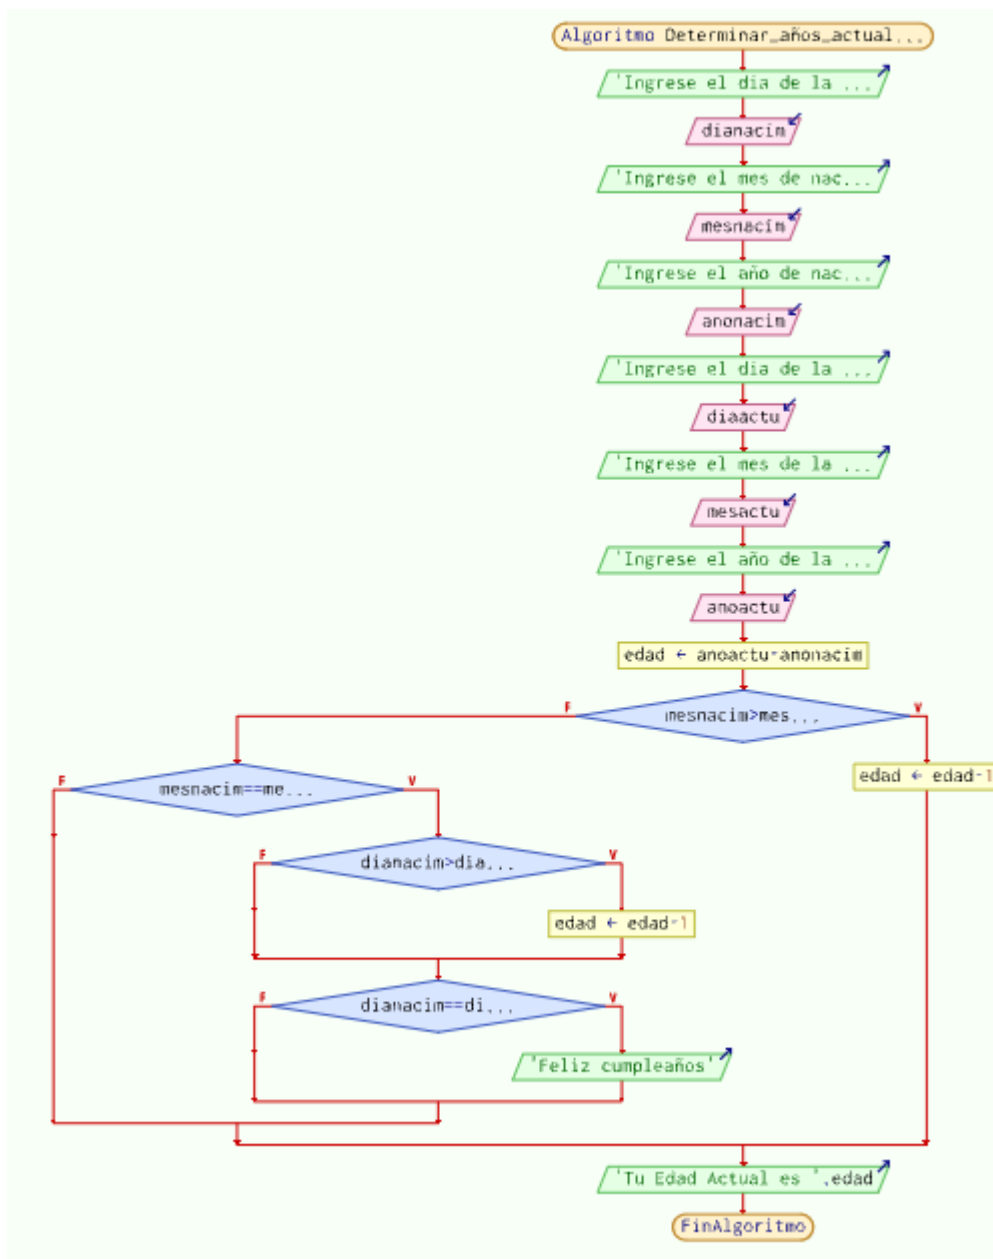 Algoritmo Determinar_años_actual...
'Ingrese el dia de la ...
dianacim
'Ingrese el mes de nac...
mesnacim
'Ingrese el año de nac...
anonacim
'Ingrese el dia de la ...
diaactu
'Ingrese el mes de la ...
mesactu
'Ingrese el año de la ...
anoactu
edad ← anoactu-anonacim
F
mesnacim>mes...
V
edad ← edad-1
F
mesnacim==me...
V
F
dianacim>dia...
V
edad ← edad-1
F
dianacim==di...
V
'Feliz cumpleaños'
'Tu Edad Actual es ',edad
FinAlgoritmo